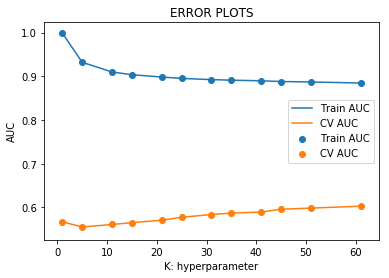 ERROR PLOTS
1.0
0.9
0.8
0.7
0.6
AUC
0
10
20
30
40
50
60
K: hyperparameter
Train AUC
CV AUC
Train AUC
CV AUC